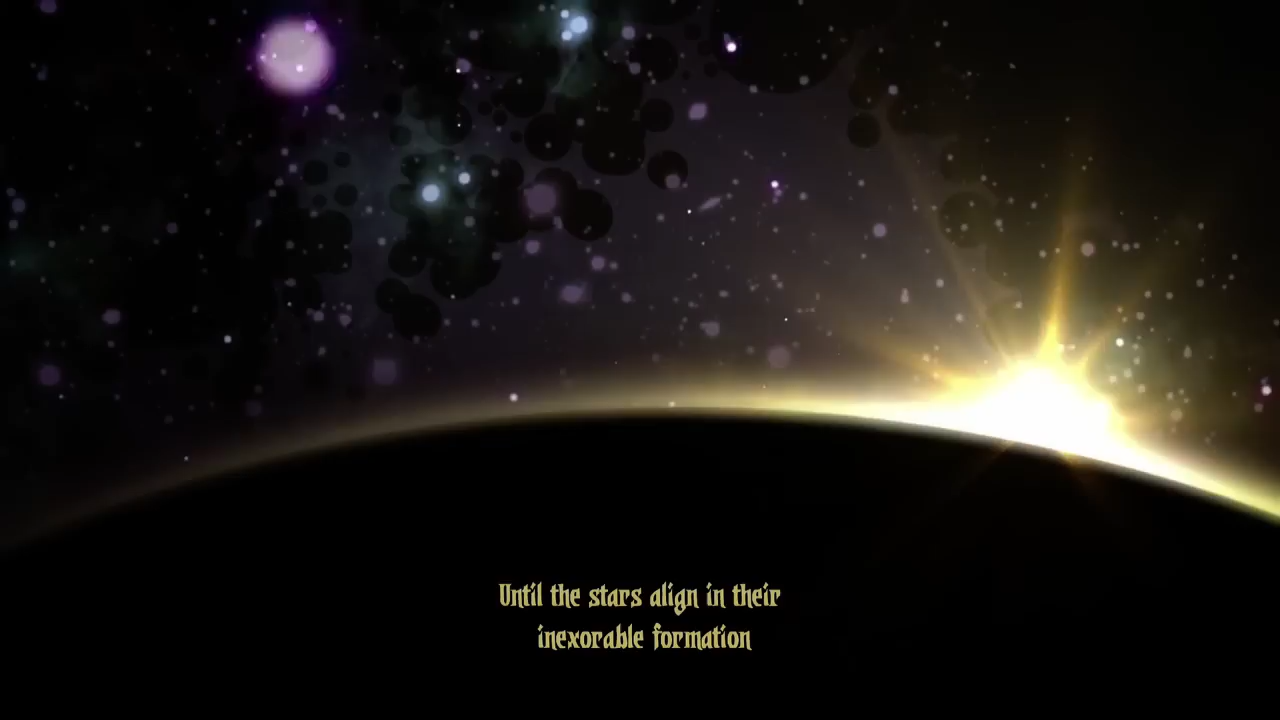 Until the stars align in their
inexorable formation